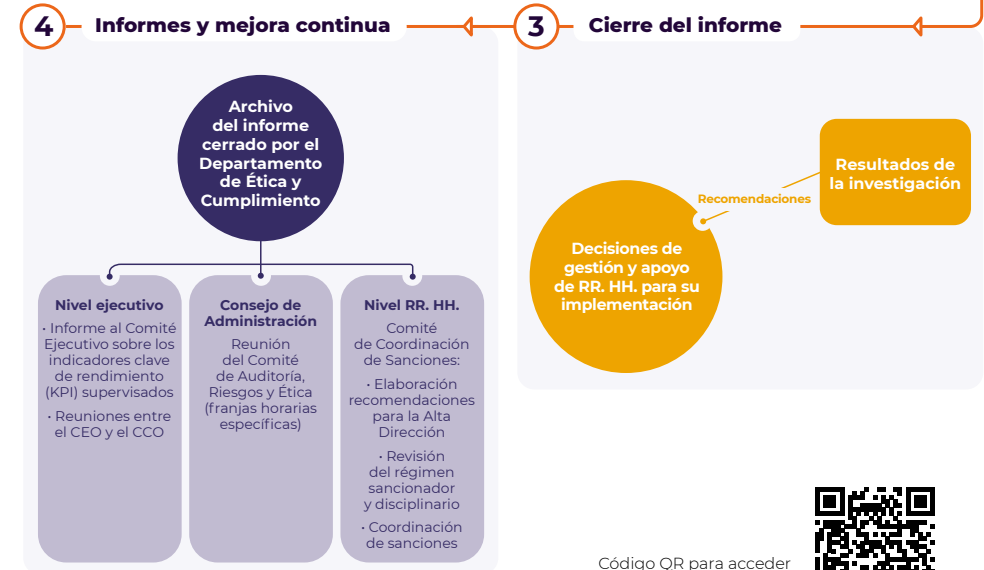 4 Informes y mejora continua
Archivo
del informe
cerrado por el
Departamento
de Ética y
Cumplimiento
Nivel ejecutivo
• Informe al Comité
Ejecutivo sobre los
indicadores clave
de rendimiento
(KPI) supervisados
• Reuniones entre
el CEO y el CCO
Consejo de
Administración
Reunión
del Comité
de Auditoría,
Riesgos y Ética
(franjas horarias
específicas)
Nivel RR. HH.
Comité
de Coordinación
de Sanciones:
• Elaboración
recomendaciones
para la Alta
Dirección
• Revisión
del régimen
sancionador
y disciplinario
• Coordinación
de sanciones
3 Cierre del informe
Resultados de
la investigación
Recomendaciones
Decisiones de
gestión y apoyo
de RR. HH. para su
implementación
Código QR para acceder